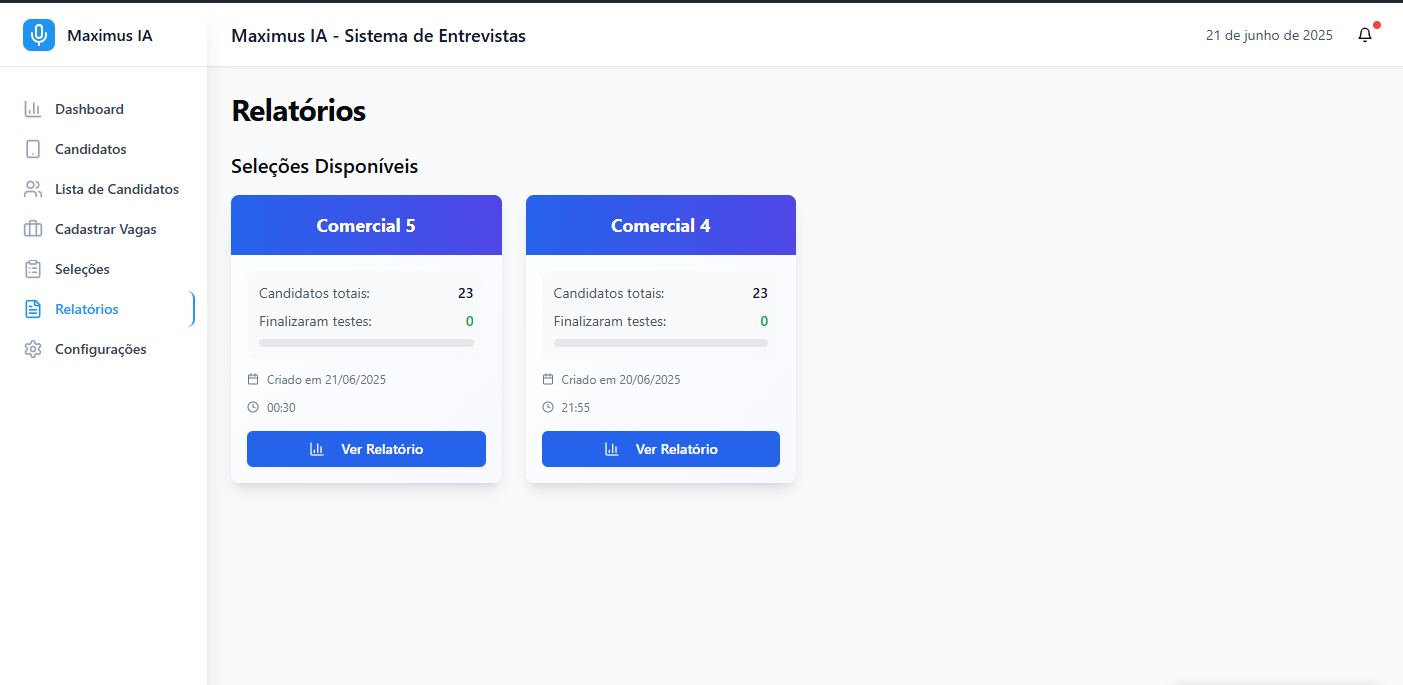 Maximus IA
Maximus IA - Sistema de Entrevistas
21 de junho de 2025
Dashboard
Candidatos
Lista de Candidatos
Cadastrar Vagas
Seleções
Relatórios
Configurações
Relatórios
Seleções Disponíveis
Comercial 5
Candidatos totais: 23
Finalizaram testes: 0
Criado em 21/06/2025
00:30
Ver Relatório
Comercial 4
Candidatos totais: 23
Finalizaram testes: 0
Criado em 20/06/2025
21:55
Ver Relatório